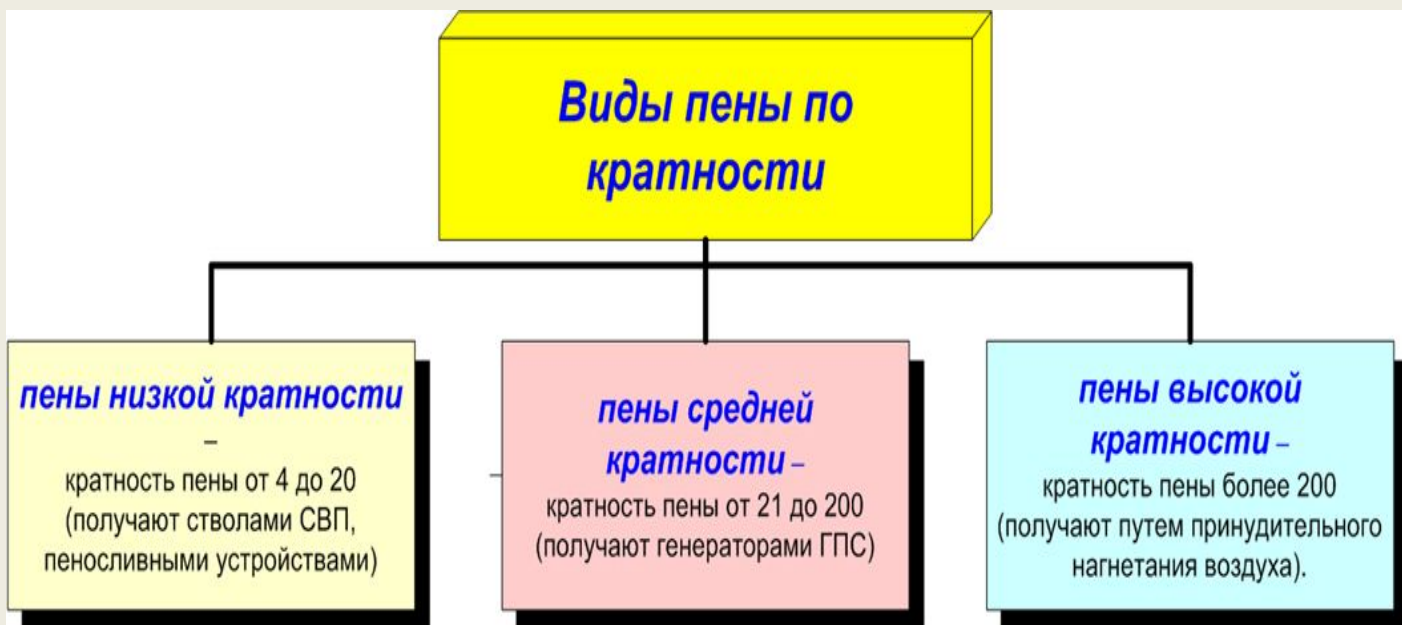 Виды пены по
кратности
пены низкой кратности
–
кратность пены от 4 до 20
(получают стволами СВП,
пеносливными устройствами)
пены средней
кратности –
кратность пены от 21 до 200
(получают генераторами ГПС)
пены высокой
кратности –
кратность пены более 200
(получают путем принудительного
нагнетания воздуха).